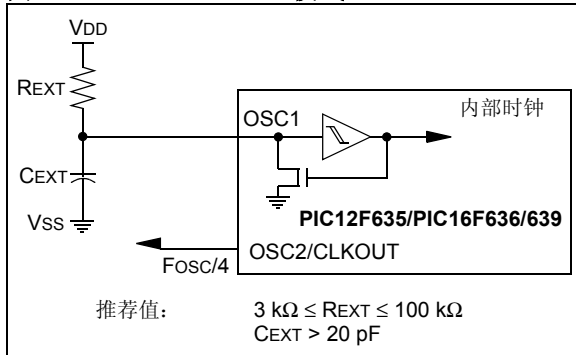 VDD
REXT
OSC1
内部时钟
CEXT
VSS
PIC12F635/PIC16F636/639
FOSC/4
OSC2/CLKOUT
推荐值： 3 kΩ ≤ REXT ≤ 100 kΩ
CEXT > 20 pF